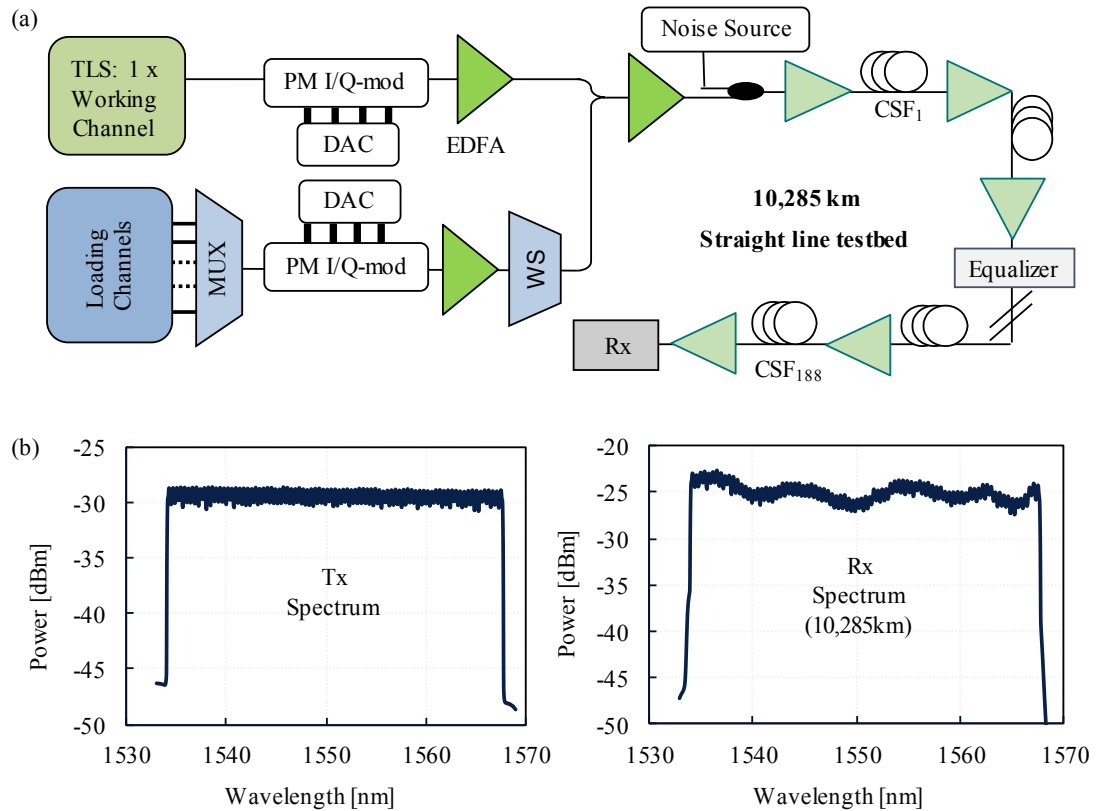 (a)
TLS: 1 x
Working
Channel
PM I/Q-mod
DAC
EDFA
Noise Source
CSF1
Loading
Channels
MUX
DAC
PM I/Q-mod
WS
10,285 km
Straight line testbed
Equalizer
Rx
CSF188
(b)
-25
-30
-35
-40
-45
-50
Power [dBm]
Tx
Spectrum
1530
1540
1550
1560
1570
Wavelength [nm]
-20
-25
-30
-35
-40
-45
-50
Power [dBm]
Rx
Spectrum
(10,285km)
1530
1540
1550
1560
1570
Wavelength [nm]